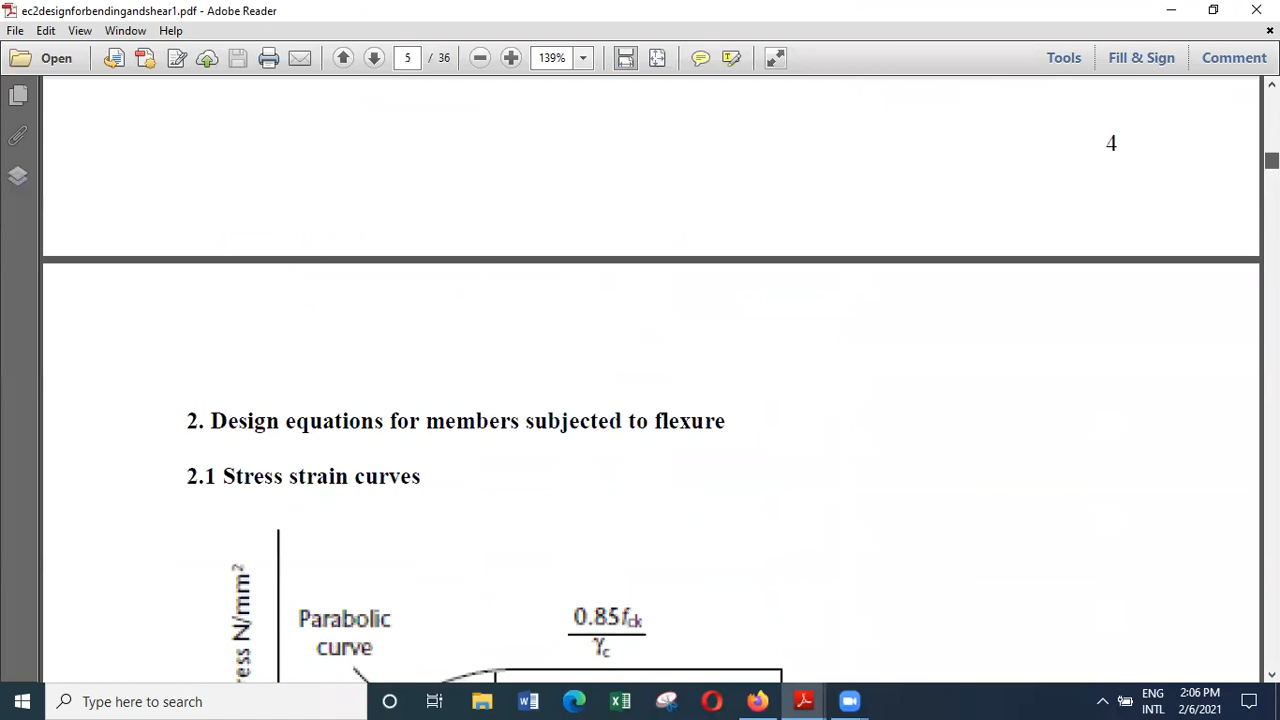 ec2designforbendingandshear1.pdf - Adobe Reader
File Edit View Window Help
Open 5 / 36 139% Tools Fill & Sign Comment
4
2. Design equations for members subjected to flexure
2.1 Stress strain curves
ress N/mm²
Parabolic
curve
0.85fck
γc
Type here to search
ENG
INTL
2:06 PM
2/6/2021